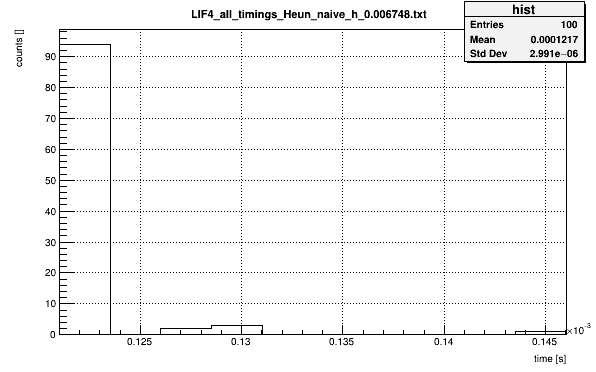 LIF4_all_timings_Heun_naive_h_0.006748.txt
hist
Entries 100
Mean 0.0001217
Std Dev 2.991e−06
counts []
90
80
70
60
50
40
30
20
10
0
0.125 0.13 0.135 0.14 0.145
×10⁻³
time [s]